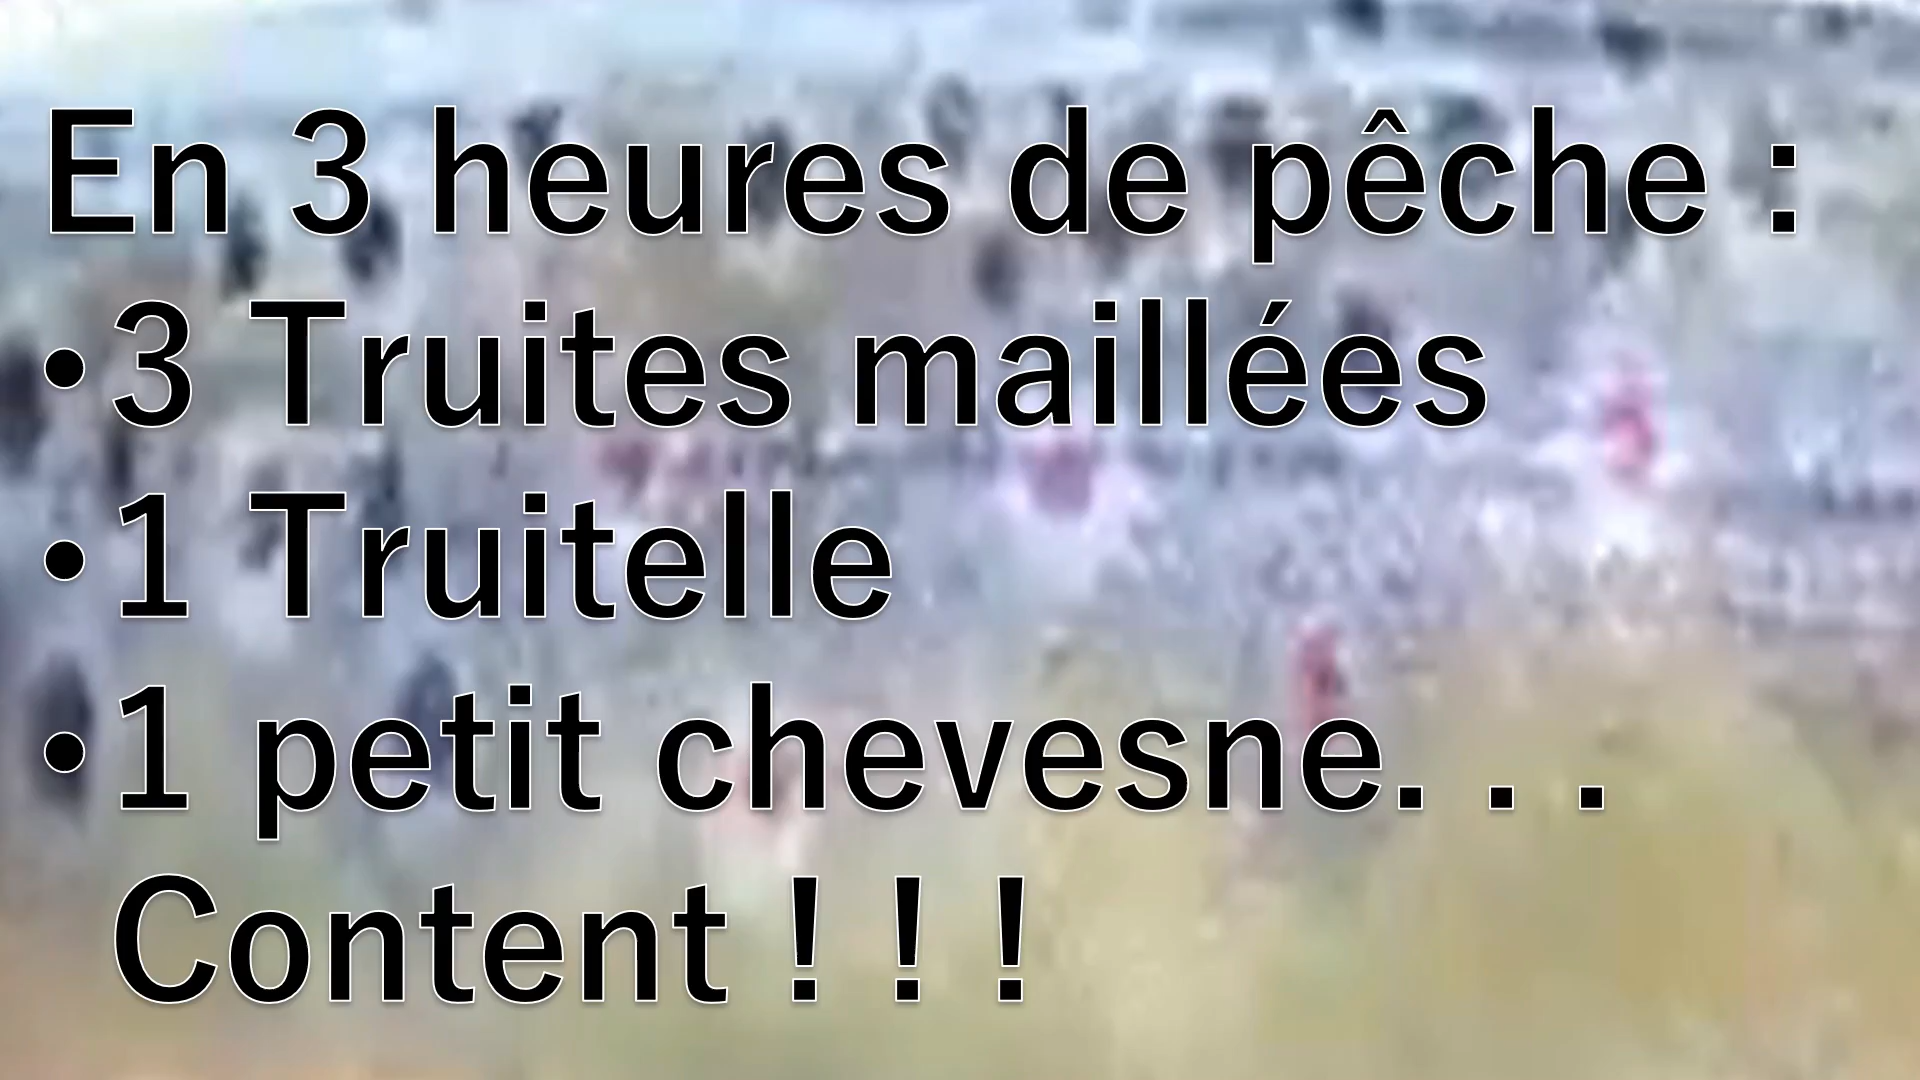 En 3 heures de pêche :
•3 Truites maillées
•1 Truitelle
•1 petit chevesne. . .
Content ! ! !